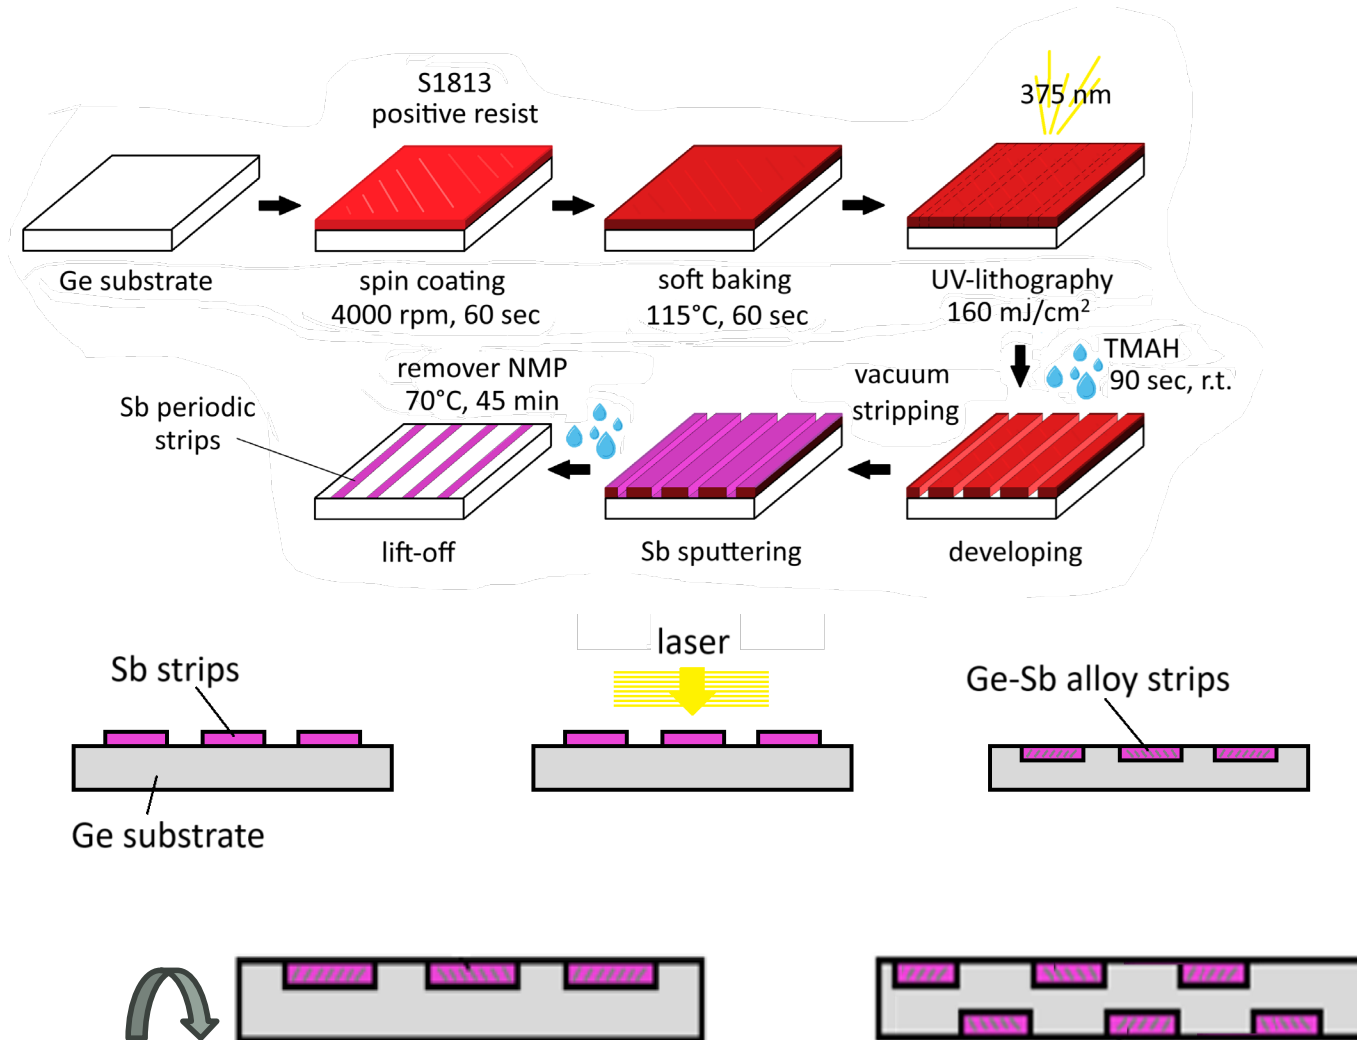 S1813
positive resist
375 nm
Ge substrate
spin coating
4000 rpm, 60 sec
soft baking
115°C, 60 sec
UV-lithography
160 mJ/cm²
TMAH
90 sec, r.t.
vacuum
stripping
remover NMP
70°C, 45 min
Sb periodic
strips
lift-off
Sb sputtering
developing
laser
Sb strips
Ge-Sb alloy strips
Ge substrate